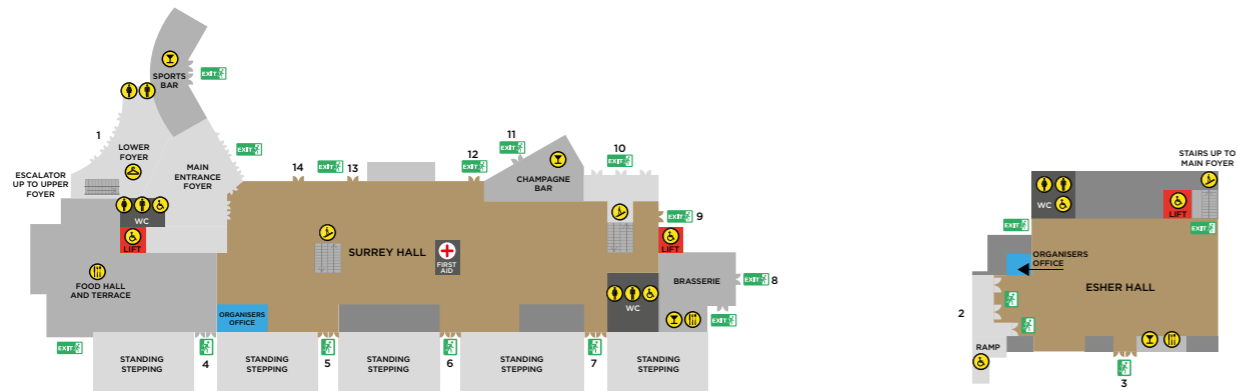 SPORTS
BAR
EXIT
1
LOWER
FOYER
MAIN
ENTRANCE
FOYER
EXIT
ESCALATOR
UP TO UPPER
FOYER
WC
LIFT
FOOD HALL
AND TERRACE
EXIT
14
EXIT
13
12
EXIT
11
EXIT
CHAMPAGNE
BAR
10
EXIT
SURREY HALL
FIRST
AID
EXIT
9
LIFT
BRASSERIE
EXIT
8
WC
EXIT
ORGANISERS
OFFICE
4
5
6
7
STANDING
STEPPING
STANDING
STEPPING
STANDING
STEPPING
STANDING
STEPPING
STANDING
STEPPING
STAIRS UP TO
MAIN FOYER
WC
LIFT
EXIT
EXIT
ORGANISERS
OFFICE
ESHER HALL
2
RAMP
3